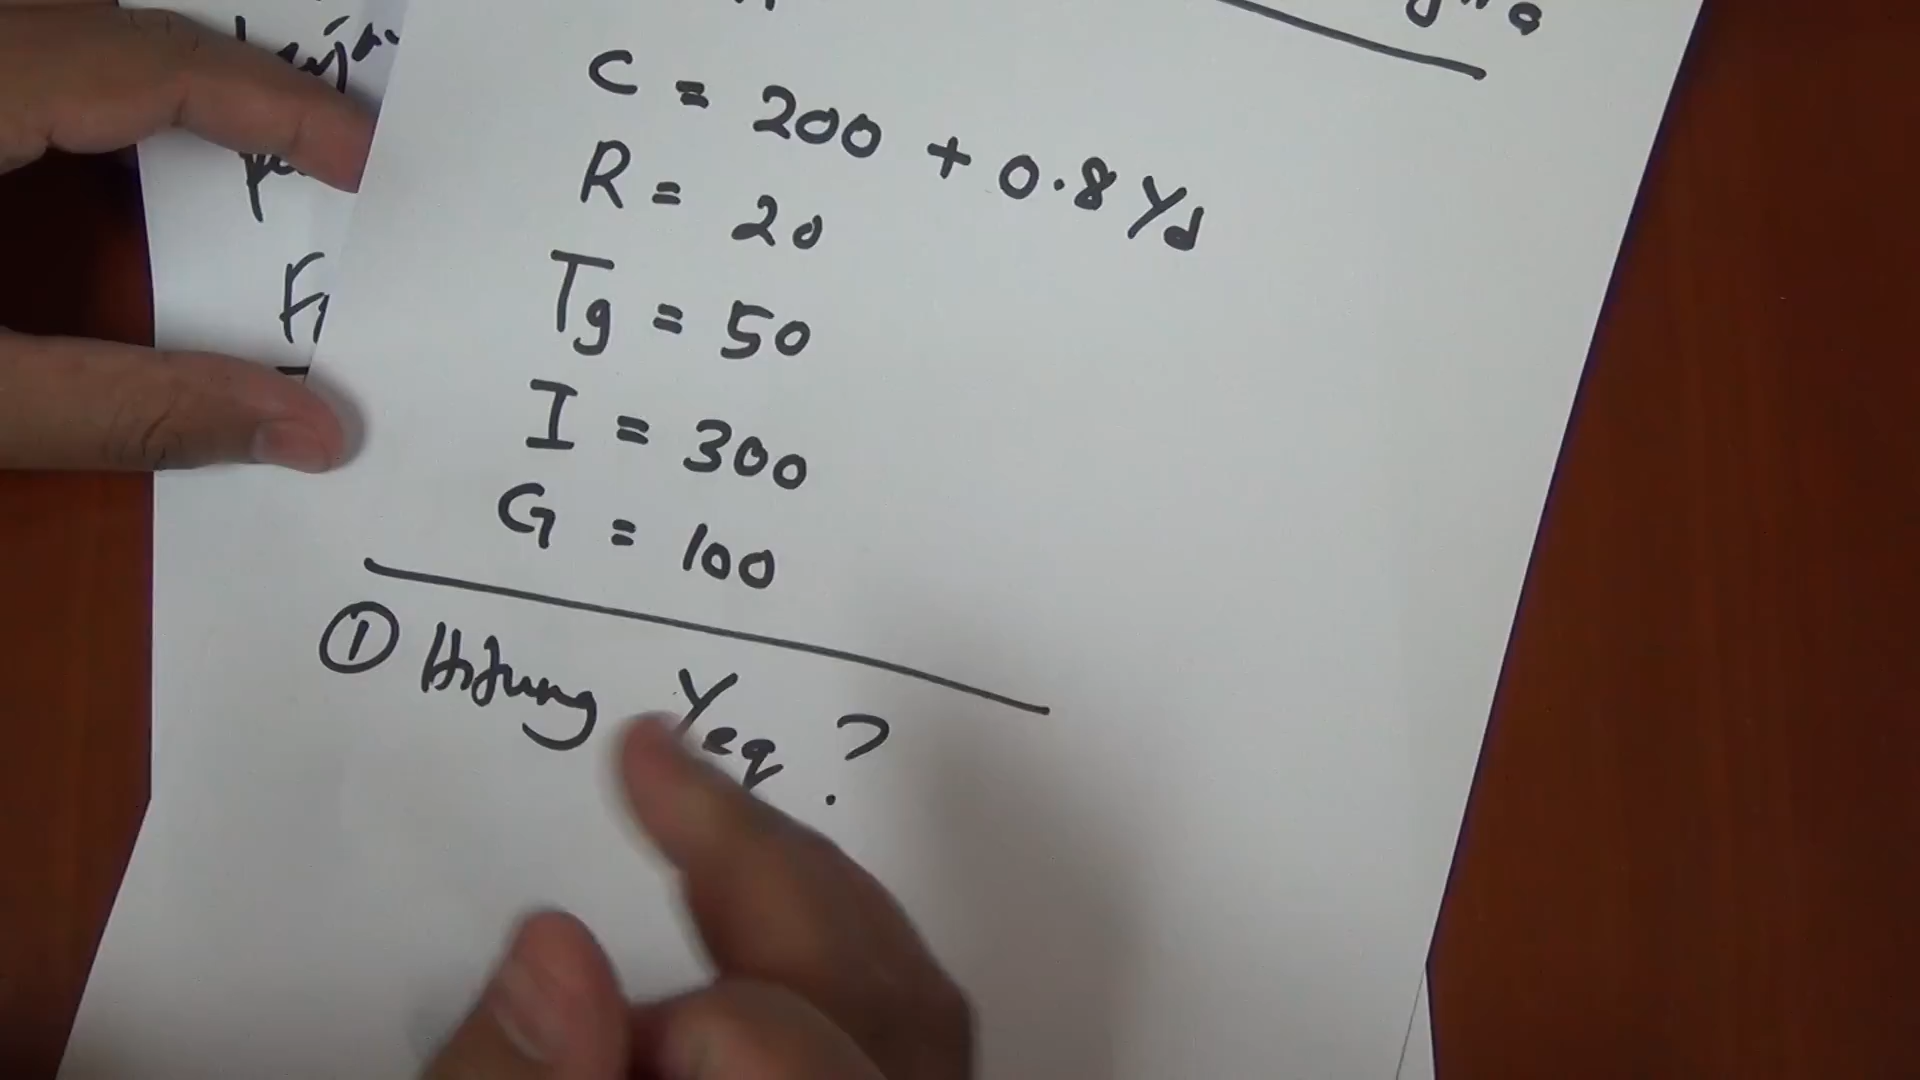 C = 200 + 0.8 Yd
R = 20
Tg = 50
I = 300
G = 100
① Hitung Yeq ?